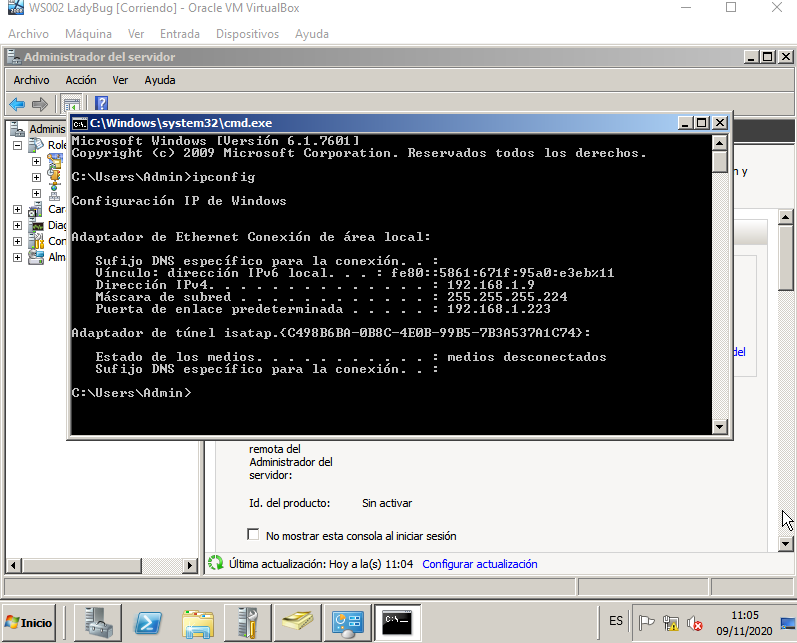 WS002 LadyBug [Corriendo] - Oracle VM VirtualBox
Archivo Máquina Ver Entrada Dispositivos Ayuda
Administrador del servidor
Archivo Acción Ver Ayuda
Adminis
Role
Car
Diag
Con
Alm
C:\Windows\system32\cmd.exe
Microsoft Windows [Versión 6.1.7601]
Copyright (c) 2009 Microsoft Corporation. Reservados todos los derechos.
C:\Users\Admin>ipconfig
Configuración IP de Windows
Adaptador de Ethernet Conexión de área local:
Sufijo DNS específico para la conexión. . :
Vínculo: dirección IPv6 local. . . : fe80::5861:671f:95a0:e3eb%11
Dirección IPv4. . . . . . . . . . . . . . : 192.168.1.9
Máscara de subred . . . . . . . . . . . . : 255.255.255.224
Puerta de enlace predeterminada . . . . . : 192.168.1.223
Adaptador de túnel isatap.{C498B6BA-0B8C-4E0B-99B5-7B3A537A1C74}:
Estado de los medios. . . . . . . . . . . : medios desconectados
Sufijo DNS específico para la conexión. . :
C:\Users\Admin>
n y
del
remota del
Administrador del
servidor:
Id. del producto: Sin activar
No mostrar esta consola al iniciar sesión
Última actualización: Hoy a la(s) 11:04 Configurar actualización
Inicio
ES
11:05
09/11/2020